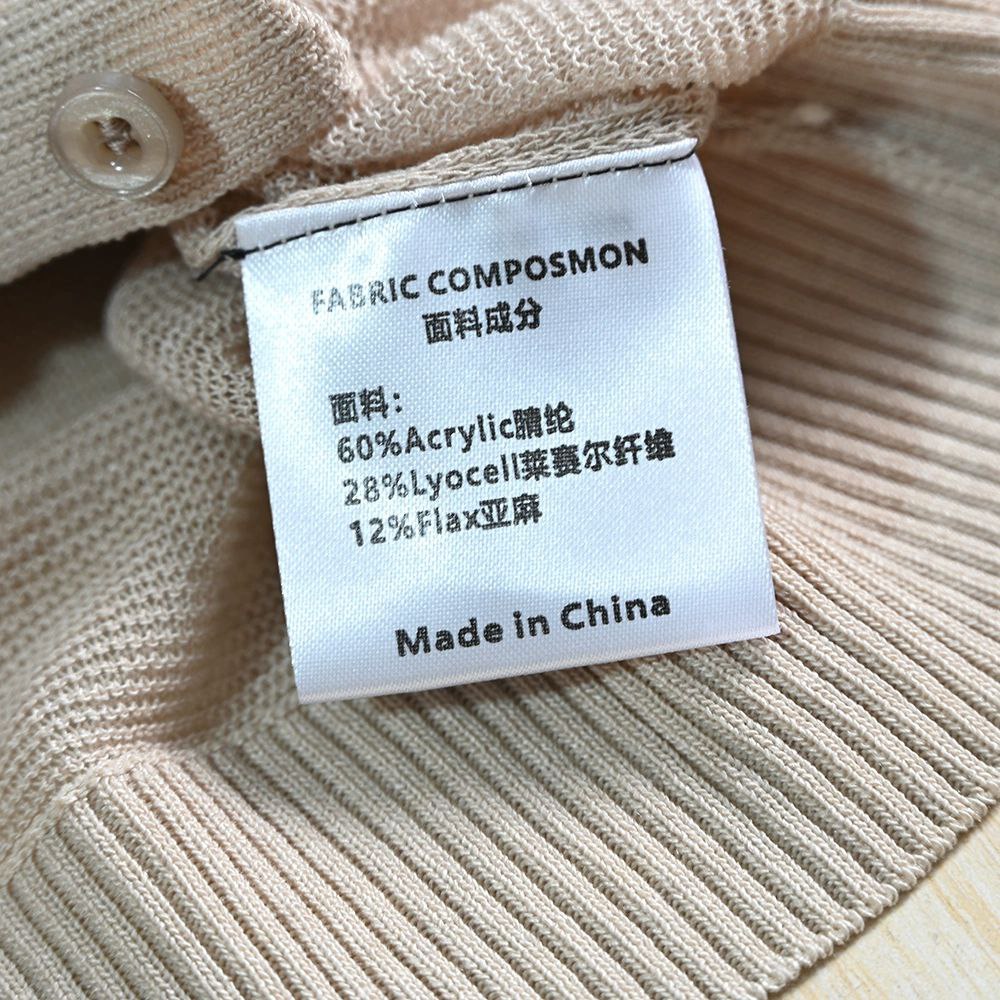 FABRIC COMPOSMON
面料成分
面料：
60%Acrylic腈纶
28%Lyocell莱赛尔纤维
12%Flax亚麻
Made in China